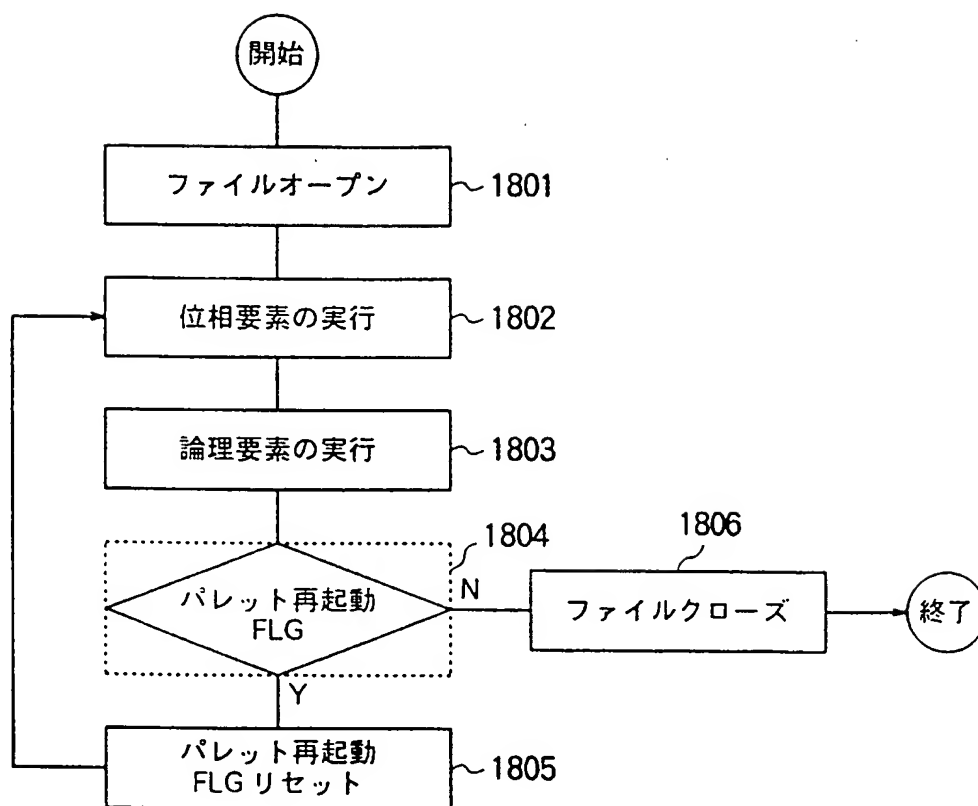 開始
ファイルオープン
1801
位相要素の実行
1802
論理要素の実行
1803
1804
パレット再起動
FLG
N
Y
1806
ファイルクローズ
終了
パレット再起動
FLG リセット
1805